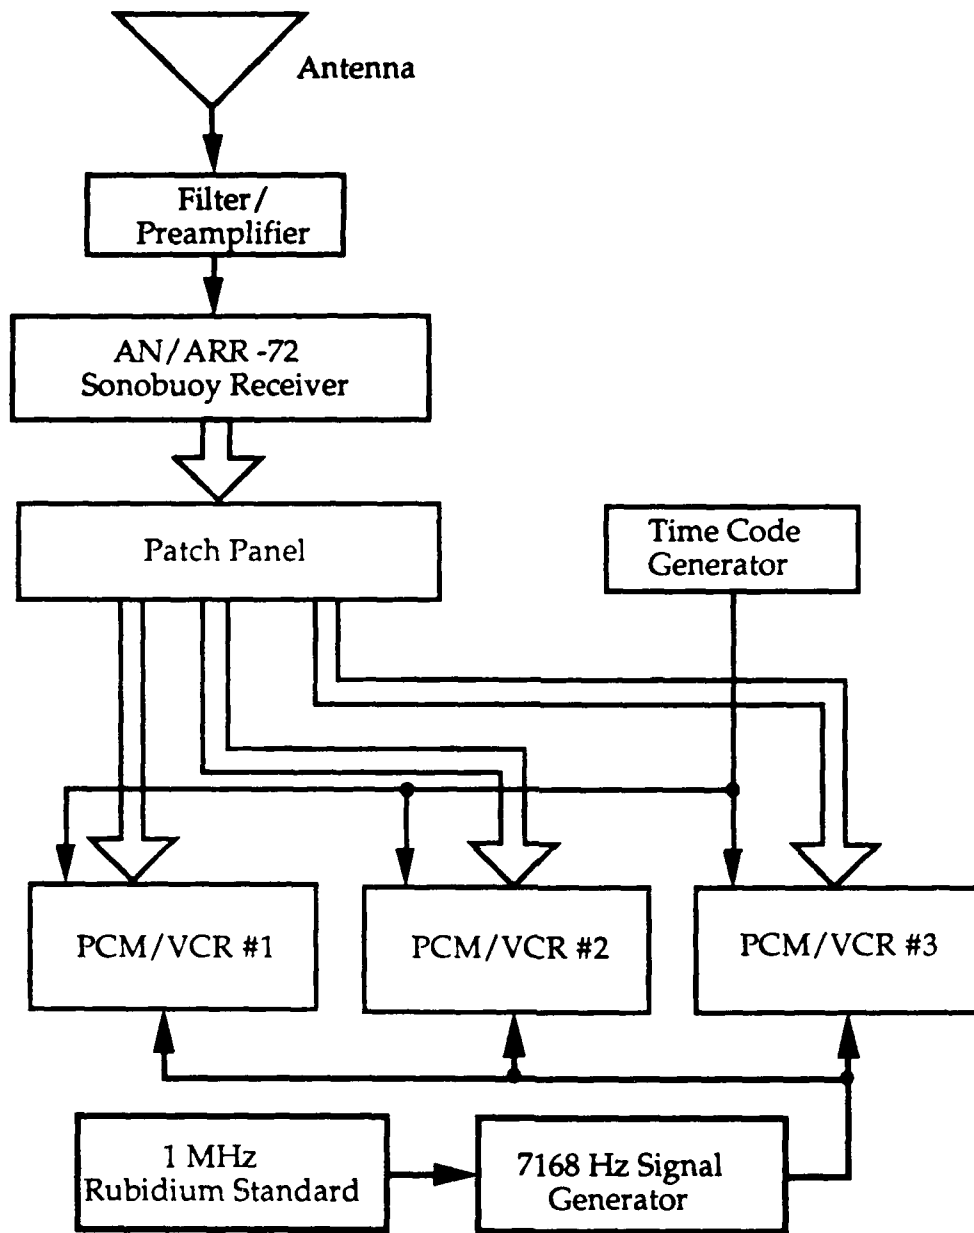 Antenna
Filter/
Preamplifier
AN/ARR -72
Sonobuoy Receiver
Patch Panel
Time Code
Generator
PCM/VCR #1
PCM/VCR #2
PCM/VCR #3
1 MHz
Rubidium Standard
7168 Hz Signal
Generator